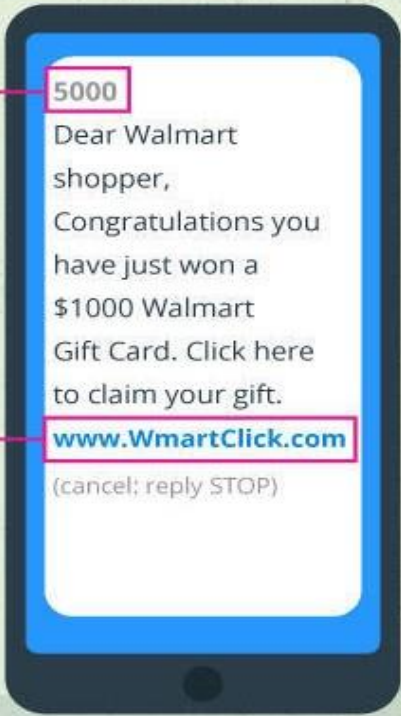 5000
Dear Walmart
shopper,
Congratulations you
have just won a
$1000 Walmart
Gift Card. Click here
to claim your gift.
www.WmartClick.com
(cancel: reply STOP)